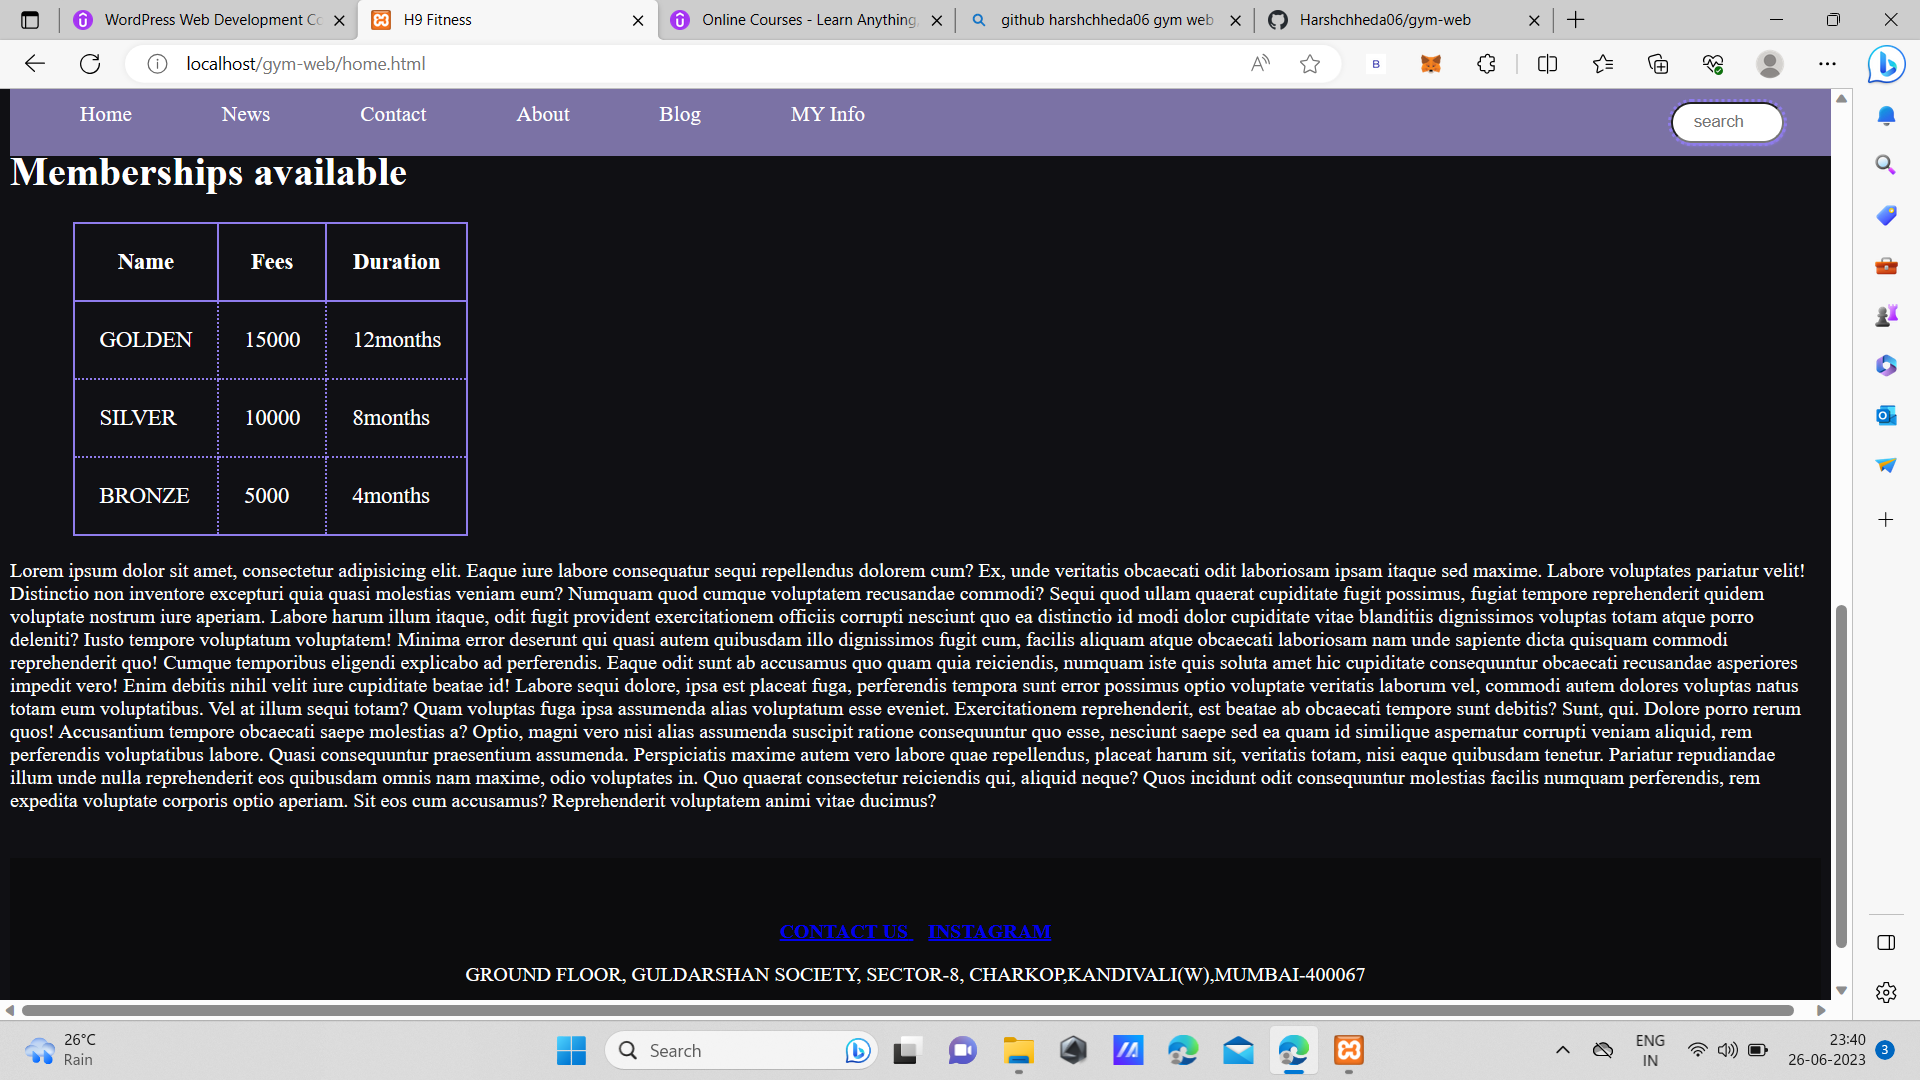 WordPress Web Development Co
H9 Fitness
Online Courses - Learn Anything,
github harshchheda06 gym web
Harshchheda06/gym-web
localhost/gym-web/home.html
Home
News
Contact
About
Blog
MY Info
search
Memberships available
Name Fees Duration
GOLDEN 15000 12months
SILVER 10000 8months
BRONZE 5000 4months
Lorem ipsum dolor sit amet, consectetur adipisicing elit. Eaque iure labore consequatur sequi repellendus dolorem cum? Ex, unde veritatis obcaecati odit laboriosam ipsam itaque sed maxime. Labore voluptates pariatur velit!
Distinctio non inventore excepturi quia quasi molestias veniam eum? Numquam quod cumque voluptatem recusandae commodi? Sequi quod ullam quaerat cupiditate fugit possimus, fugiat tempore reprehenderit quidem
voluptate nostrum iure aperiam. Labore harum illum itaque, odit fugit provident exercitationem officiis corrupti nesciunt quo ea distinctio id modi dolor cupiditate vitae blanditiis dignissimos voluptas totam atque porro
deleniti? Iusto tempore voluptatum voluptatem! Minima error deserunt qui quasi autem quibusdam illo dignissimos fugit cum, facilis aliquam atque obcaecati laboriosam nam unde sapiente dicta quisquam commodi
reprehenderit quo! Cumque temporibus eligendi explicabo ad perferendis. Eaque odit sunt ab accusamus quo quam quia reiciendis, numquam iste quis soluta amet hic cupiditate consequuntur obcaecati recusandae asperiores
impedit vero! Enim debitis nihil velit iure cupiditate beatae id! Labore sequi dolore, ipsa est placeat fuga, perferendis tempora sunt error possimus optio voluptate veritatis laborum vel, commodi autem dolores voluptas natus
totam eum voluptatibus. Vel at illum sequi totam? Quam voluptas fuga ipsa assumenda alias voluptatum esse eveniet. Exercitationem reprehenderit, est beatae ab obcaecati tempore sunt debitis? Sunt, qui. Dolore porro rerum
quos! Accusantium tempore obcaecati saepe molestias a? Optio, magni vero nisi alias assumenda suscipit ratione consequuntur quo esse, nesciunt saepe sed ea quam id similique aspernatur corrupti veniam aliquid, rem
perferendis voluptatibus labore. Quasi consequuntur praesentium assumenda. Perspiciatis maxime autem vero labore quae repellendus, placeat harum sit, veritatis totam, nisi eaque quibusdam tenetur. Pariatur repudiandae
illum unde nulla reprehenderit eos quibusdam omnis nam maxime, odio voluptates in. Quo quaerat consectetur reiciendis qui, aliquid neque? Quos incidunt odit consequuntur molestias facilis numquam perferendis, rem
expedita voluptate corporis optio aperiam. Sit eos cum accusamus? Reprehenderit voluptatem animi vitae ducimus?
CONTACT US INSTAGRAM
GROUND FLOOR, GULDARSHAN SOCIETY, SECTOR-8, CHARKOP,KANDIVALI(W),MUMBAI-400067
26°C
Rain
Search
ENG
IN
23:40
26-06-2023
3